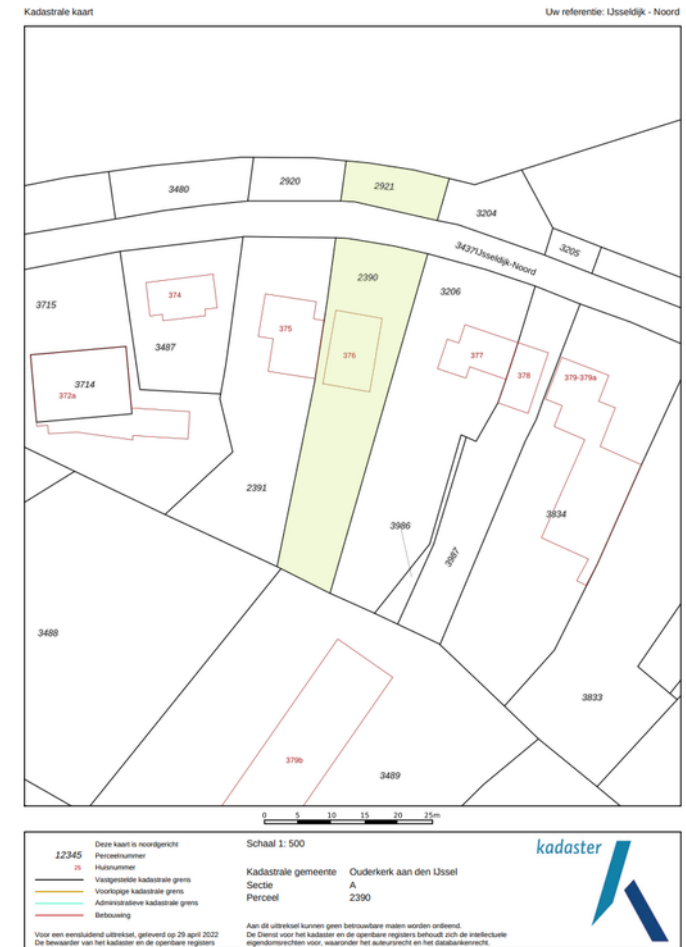 Kadastrale kaart
Uw referentie: IJsseldijk - Noord
3480
2920
2921
3204
3205
3437IJsseldijk-Noord
3715
374
3487
375
2390
376
3206
377
378
379-379a
3714
372a
2391
3986
3987
3834
3488
3833
379b
3489
0 5 10 15 20 25m
Deze kaart is noordgericht
12345 Perceelnummer
25 Huisnummer
Vastgestelde kadastrale grens
Voorlopige kadastrale grens
Administratieve kadastrale grens
Bebouwing
Voor een eensluidend uittreksel, geleverd op 29 april 2022
De bewaarder van het kadaster en de openbare registers
Schaal 1: 500
Kadastrale gemeente Ouderkerk aan den IJssel
Sectie A
Perceel 2390
Aan dit uittreksel kunnen geen betrouwbare maten worden ontleend.
De Dienst voor het kadaster en de openbare registers behoudt zich de intellectuele
eigendomsrechten voor, waaronder het auteursrecht en het databankenrecht.
kadaster